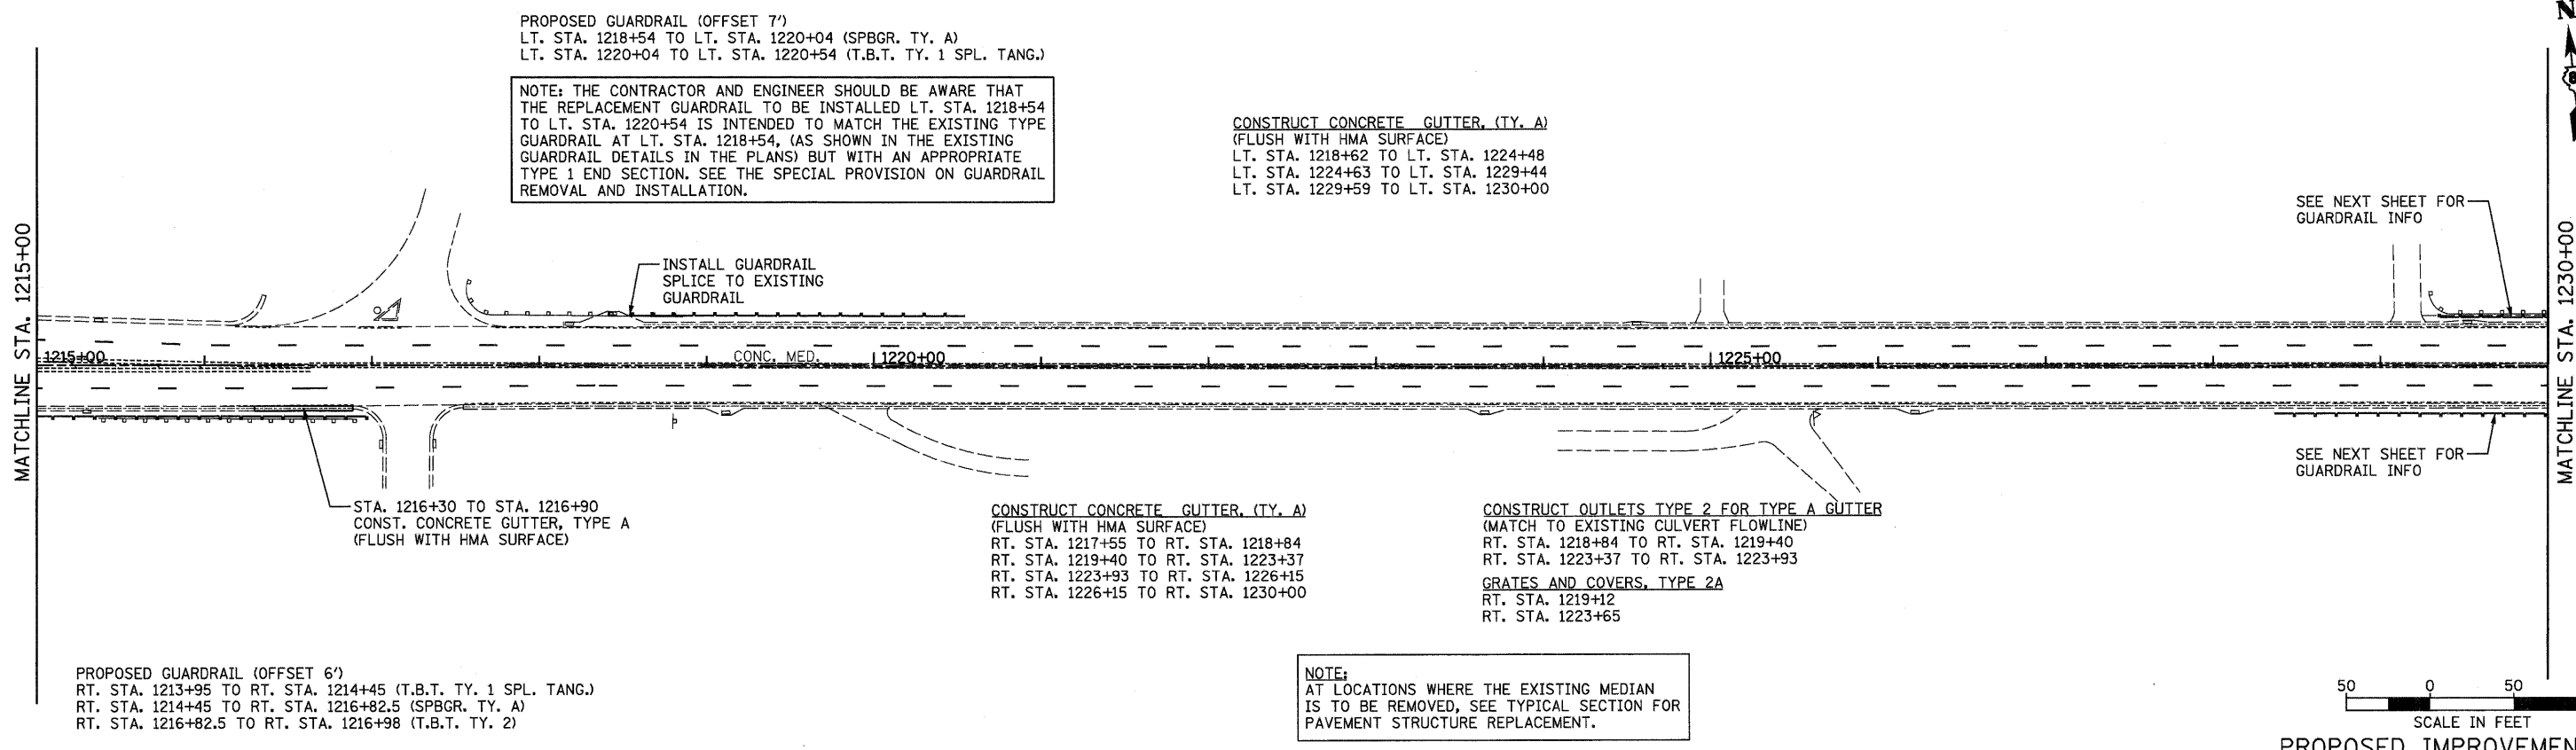 PROPOSED GUARDRAIL (OFFSET 7')
LT. STA. 1218+54 TO LT. STA. 1220+04 (SPBGR. TY. A)
LT. STA. 1220+04 TO LT. STA. 1220+54 (T.B.T. TY. 1 SPL. TANG.)
NOTE: THE CONTRACTOR AND ENGINEER SHOULD BE AWARE THAT
THE REPLACEMENT GUARDRAIL TO BE INSTALLED LT. STA. 1218+54
TO LT. STA. 1220+54 IS INTENDED TO MATCH THE EXISTING TYPE
GUARDRAIL AT LT. STA. 1218+54, (AS SHOWN IN THE EXISTING
GUARDRAIL DETAILS IN THE PLANS) BUT WITH AN APPROPRIATE
TYPE 1 END SECTION. SEE THE SPECIAL PROVISION ON GUARDRAIL
REMOVAL AND INSTALLATION.
CONSTRUCT CONCRETE GUTTER, (TY. A)
(FLUSH WITH HMA SURFACE)
LT. STA. 1218+62 TO LT. STA. 1224+48
LT. STA. 1224+63 TO LT. STA. 1229+44
LT. STA. 1229+59 TO LT. STA. 1230+00
N
SEE NEXT SHEET FOR
GUARDRAIL INFO
MATCHLINE STA. 1215+00
MATCHLINE STA. 1230+00
INSTALL GUARDRAIL
SPLICE TO EXISTING
GUARDRAIL
1215+00
CONC. MED.
1220+00
1225+00
SEE NEXT SHEET FOR
GUARDRAIL INFO
STA. 1216+30 TO STA. 1216+90
CONST. CONCRETE GUTTER, TYPE A
(FLUSH WITH HMA SURFACE)
CONSTRUCT CONCRETE GUTTER, (TY. A)
(FLUSH WITH HMA SURFACE)
RT. STA. 1217+55 TO RT. STA. 1218+84
RT. STA. 1219+40 TO RT. STA. 1223+37
RT. STA. 1223+93 TO RT. STA. 1226+15
RT. STA. 1226+15 TO RT. STA. 1230+00
CONSTRUCT OUTLETS TYPE 2 FOR TYPE A GUTTER
(MATCH TO EXISTING CULVERT FLOWLINE)
RT. STA. 1218+84 TO RT. STA. 1219+40
RT. STA. 1223+37 TO RT. STA. 1223+93
GRATES AND COVERS, TYPE 2A
RT. STA. 1219+12
RT. STA. 1223+65
PROPOSED GUARDRAIL (OFFSET 6')
RT. STA. 1213+95 TO RT. STA. 1214+45 (T.B.T. TY. 1 SPL. TANG.)
RT. STA. 1214+45 TO RT. STA. 1216+82.5 (SPBGR. TY. A)
RT. STA. 1216+82.5 TO RT. STA. 1216+98 (T.B.T. TY. 2)
NOTE:
AT LOCATIONS WHERE THE EXISTING MEDIAN
IS TO BE REMOVED, SEE TYPICAL SECTION FOR
PAVEMENT STRUCTURE REPLACEMENT.
50 0 50
SCALE IN FEET
PROPOSED IMPROVEMEN